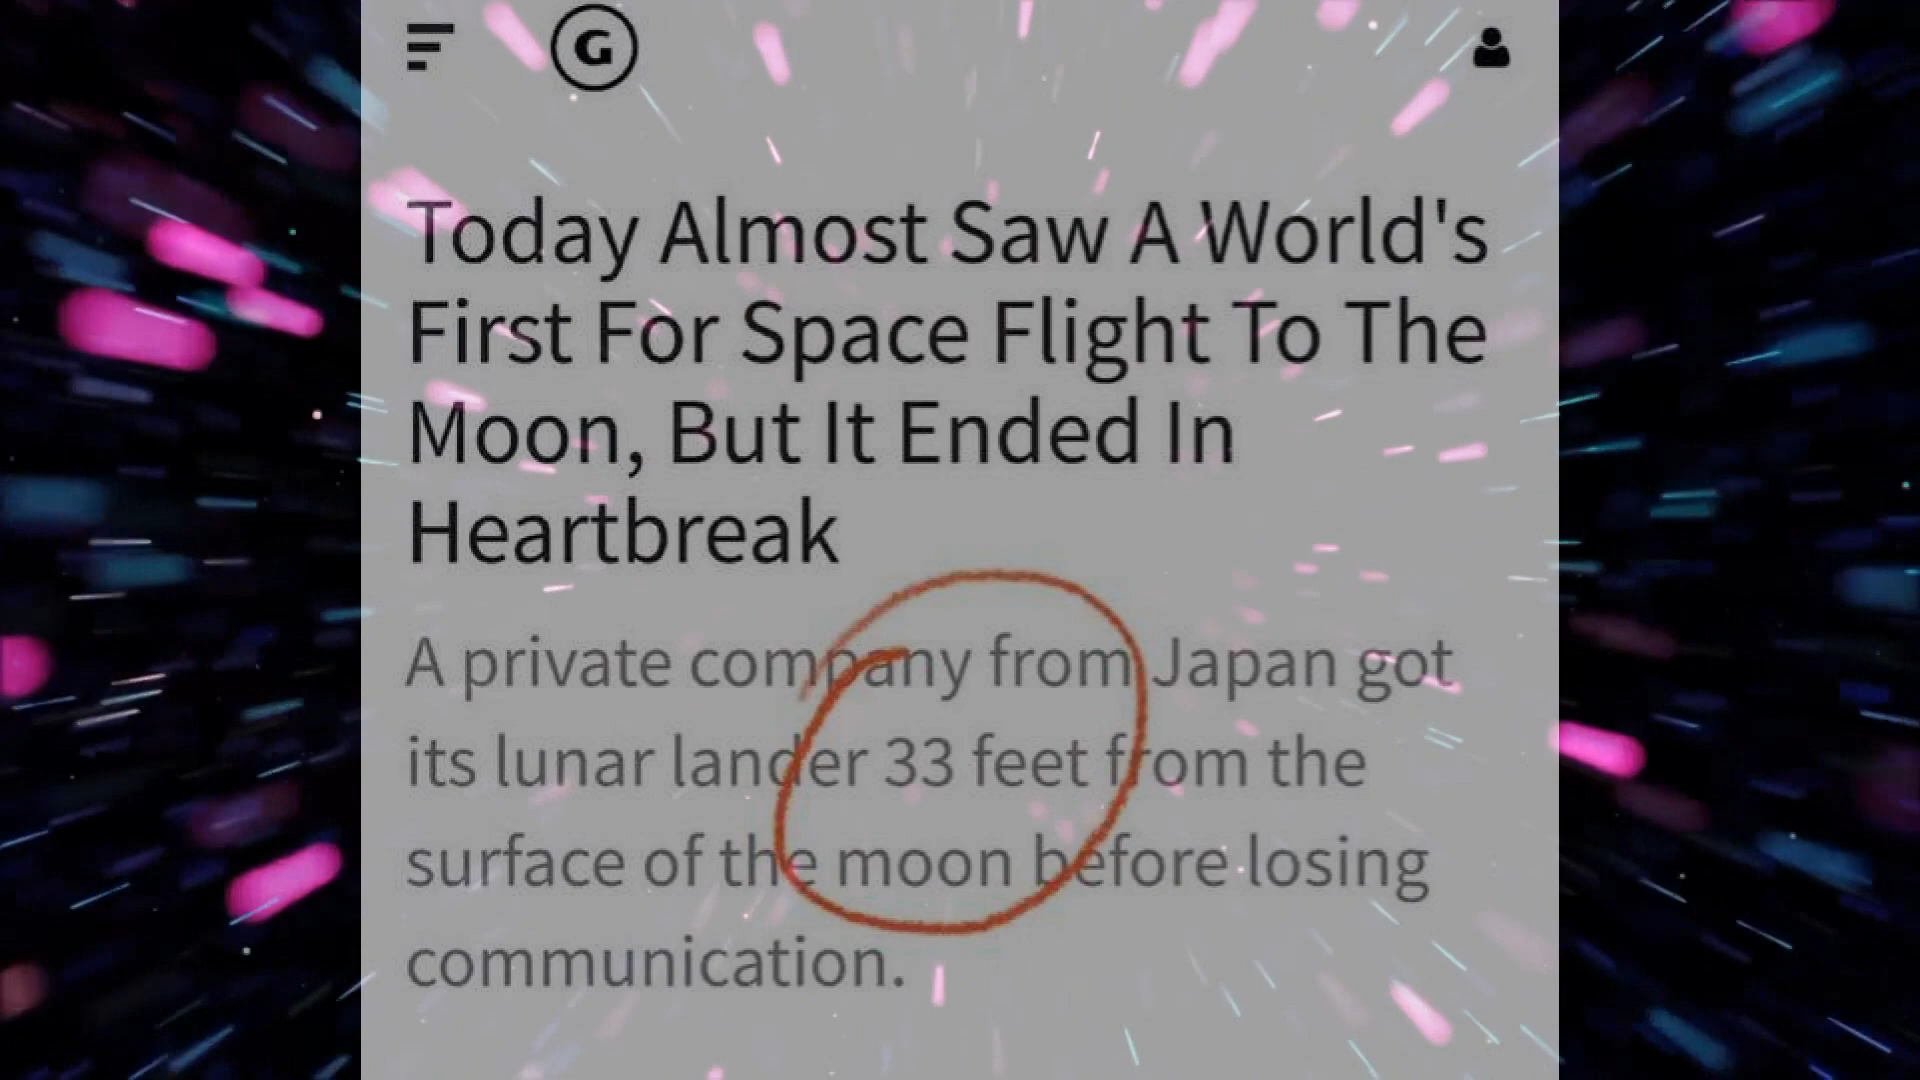 G
Today Almost Saw A World's
First For Space Flight To The
Moon, But It Ended In
Heartbreak
A private company from Japan got
its lunar lander 33 feet from the
surface of the moon before losing
communication.